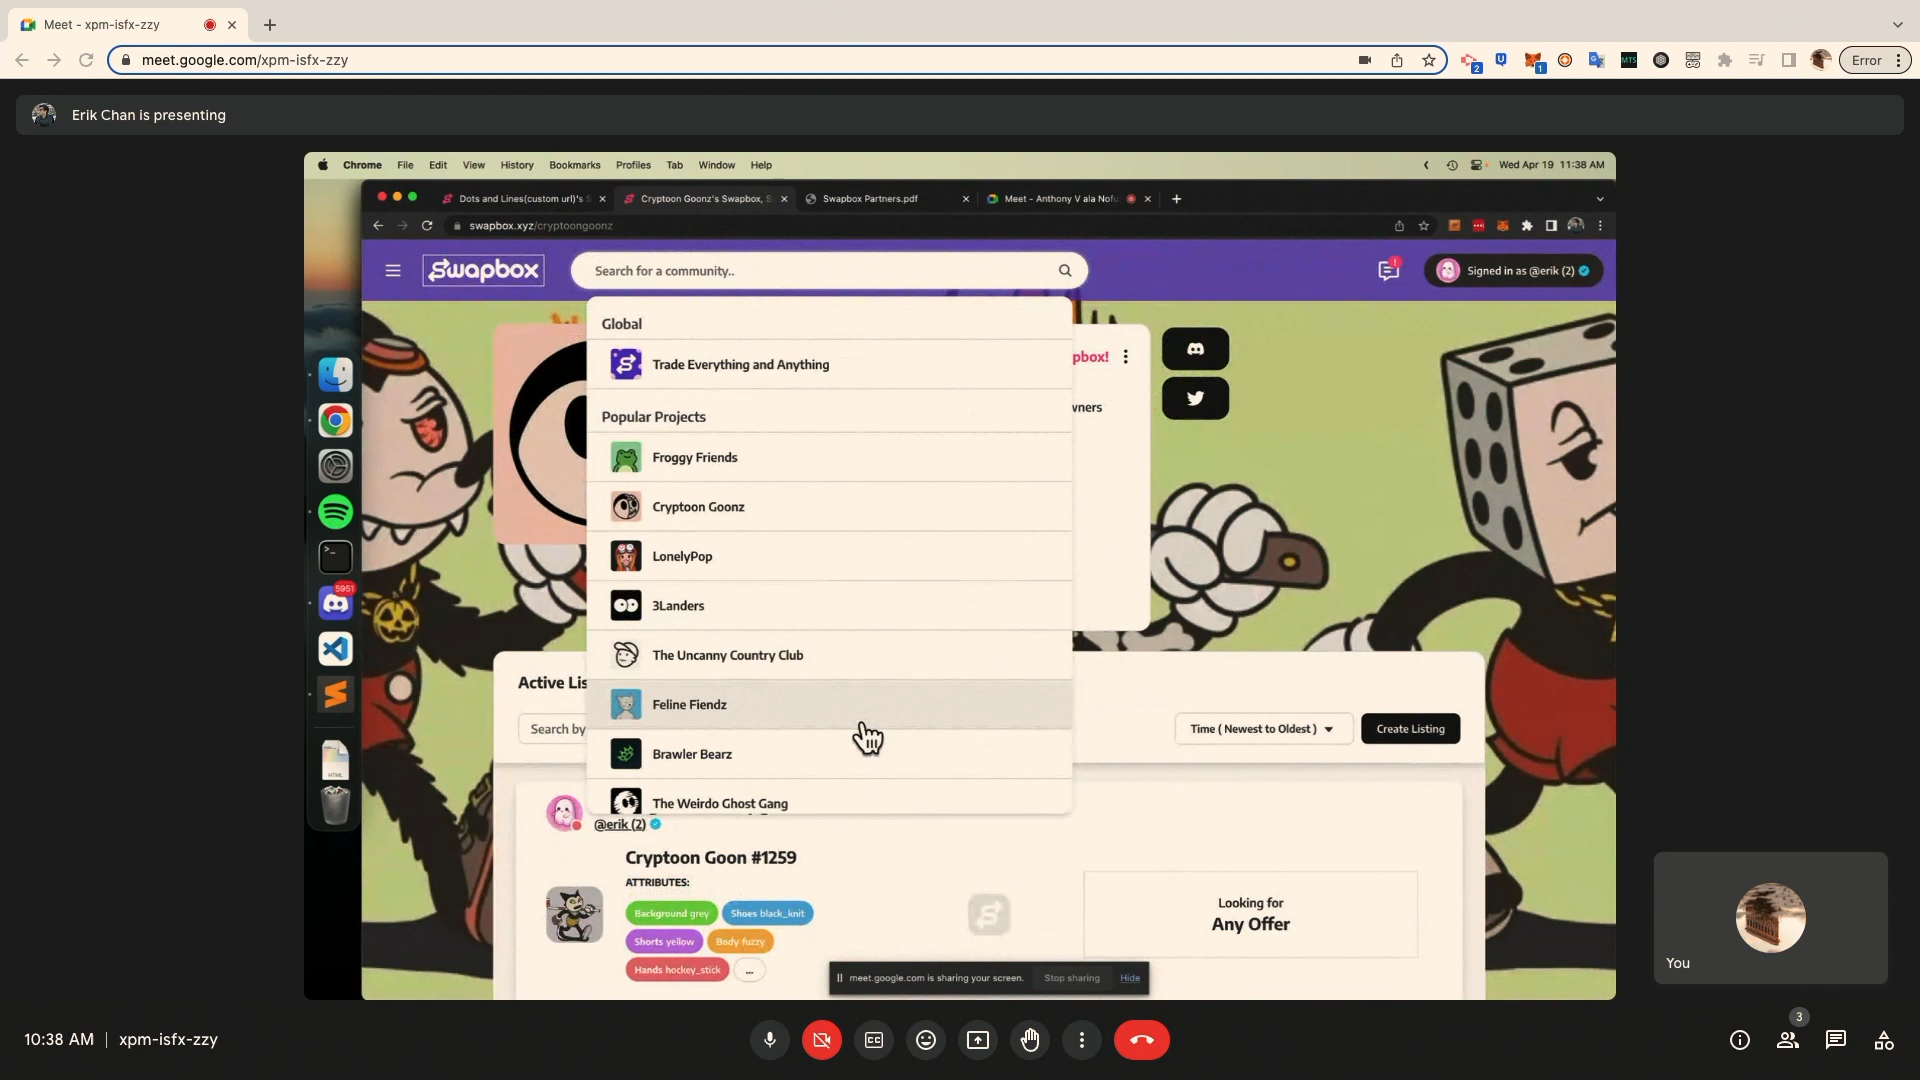 Meet - xpm-isfx-zzy
meet.google.com/xpm-isfx-zzy
2
1
MTS
Error
Erik Chan is presenting
Chrome File Edit View History Bookmarks Profiles Tab Window Help
Wed Apr 19 11:38 AM
Dots and Lines(custom url)'s S
Cryptoon Goonz's Swapbox, S
Swapbox Partners.pdf
Meet - Anthony V ala Nofu
swapbox.xyz/cryptoongoonz
Swapbox
Search for a community..
!
Signed in as @erik (2)
Global
Trade Everything and Anything
pbox!
Popular Projects
wners
Froggy Friends
Cryptoon Goonz
LonelyPop
3Landers
5951
The Uncanny Country Club
Active Lis
Feline Fiendz
Search by
Time ( Newest to Oldest )
Create Listing
Brawler Bearz
HTML
The Weirdo Ghost Gang
@erik (2)
Cryptoon Goon #1259
ATTRIBUTES:
Background grey
Shoes black_knit
Looking for
Any Offer
Shorts yellow
Body fuzzy
Hands hockey_stick
...
meet.google.com is sharing your screen.
Stop sharing
Hide
You
10:38 AM | xpm-isfx-zzy
3